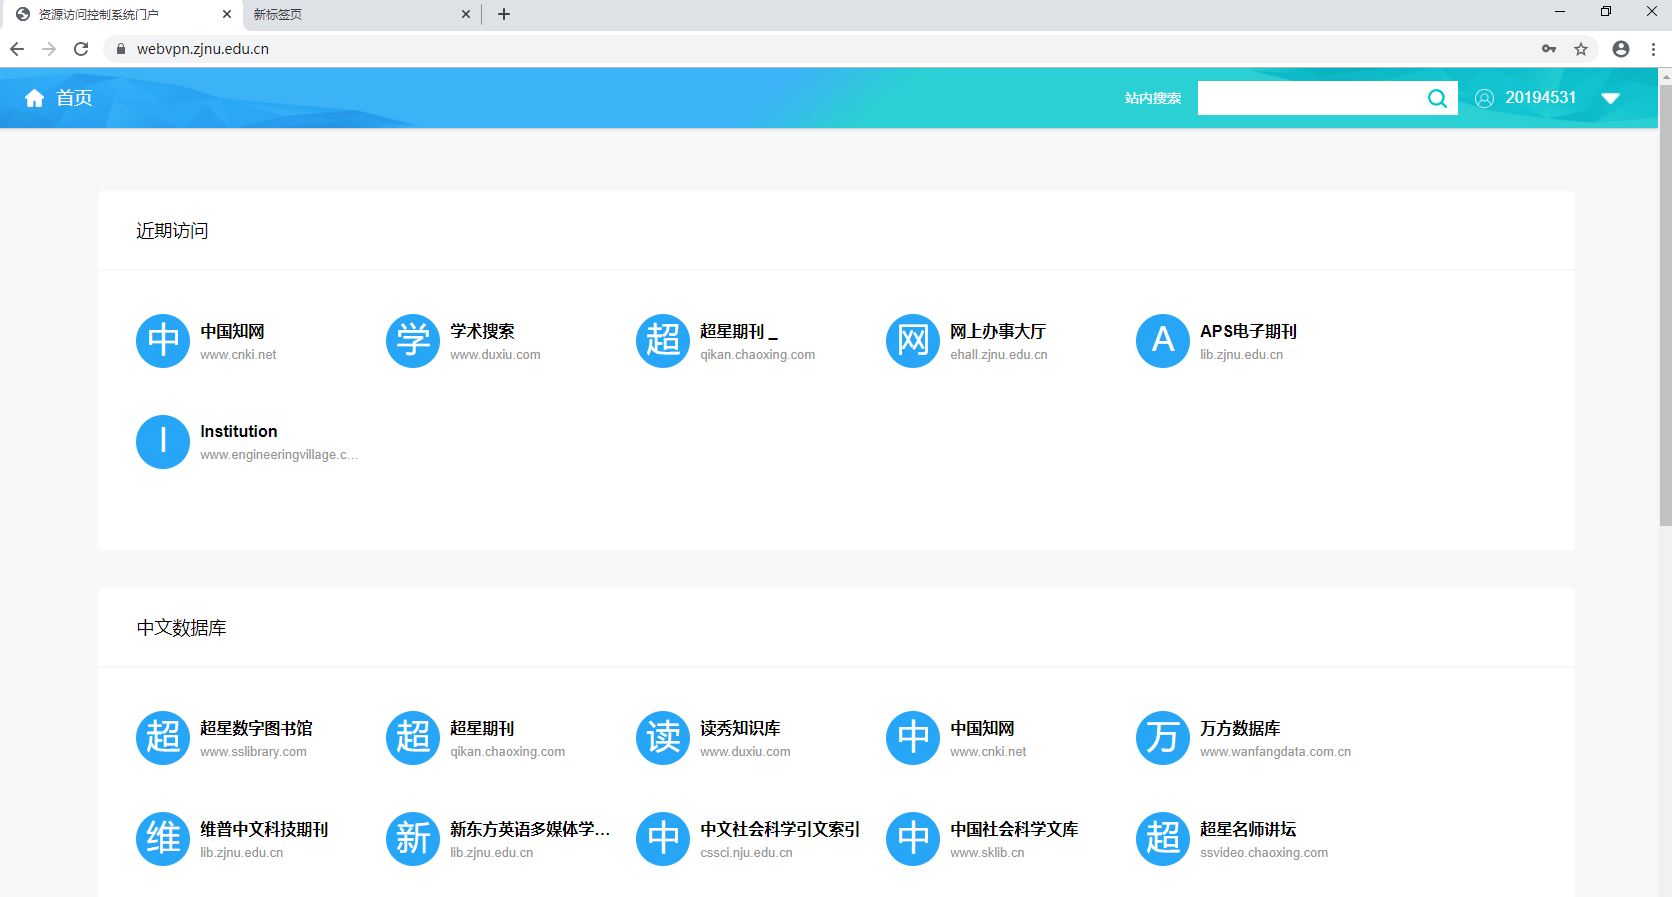 资源访问控制系统门户
新标签页
webvpn.zjnu.edu.cn
首页
站内搜索
20194531
近期访问
中 中国知网
www.cnki.net
学 学术搜索
www.duxiu.com
超 超星期刊 _
qikan.chaoxing.com
网 网上办事大厅
ehall.zjnu.edu.cn
A APS电子期刊
lib.zjnu.edu.cn
I Institution
www.engineeringvillage.c...
中文数据库
超 超星数字图书馆
www.sslibrary.com
超 超星期刊
qikan.chaoxing.com
读 读秀知识库
www.duxiu.com
中 中国知网
www.cnki.net
万 万方数据库
www.wanfangdata.com.cn
维 维普中文科技期刊
lib.zjnu.edu.cn
新 新东方英语多媒体学...
lib.zjnu.edu.cn
中 中文社会科学引文索引
cssci.nju.edu.cn
中 中国社会科学文库
www.sklib.cn
超 超星名师讲坛
ssvideo.chaoxing.com